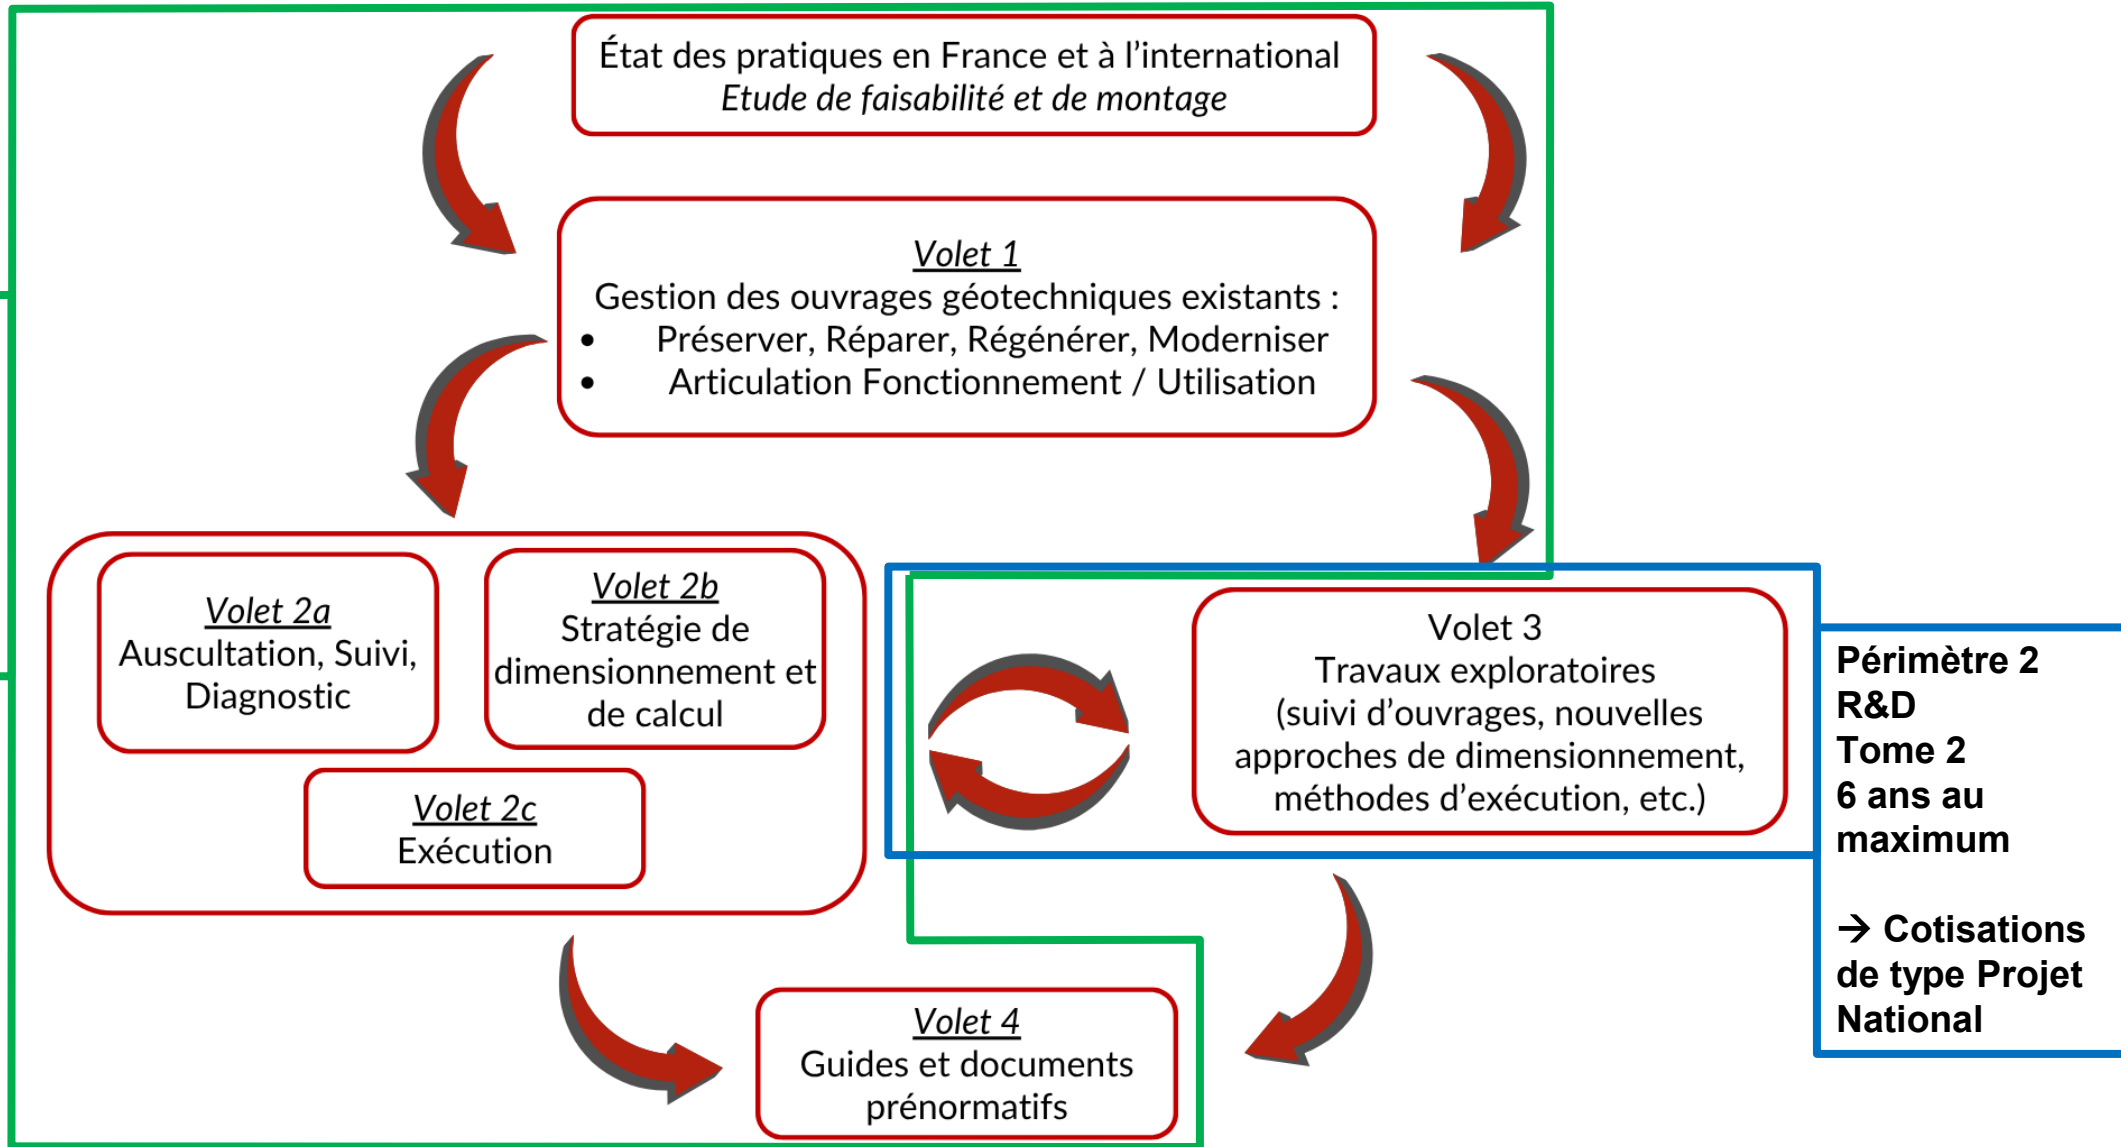 État des pratiques en France et à l’international
Etude de faisabilité et de montage
Volet 1
Gestion des ouvrages géotechniques existants :
• Préserver, Réparer, Régénérer, Moderniser
• Articulation Fonctionnement / Utilisation
Volet 2a
Auscultation, Suivi,
Diagnostic
Volet 2b
Stratégie de
dimensionnement et
de calcul
Volet 2c
Exécution
Volet 3
Travaux exploratoires
(suivi d’ouvrages, nouvelles
approches de dimensionnement,
méthodes d’exécution, etc.)
Périmètre 2
R&D
Tome 2
6 ans au
maximum
→ Cotisations
de type Projet
National
Volet 4
Guides et documents
prénormatifs